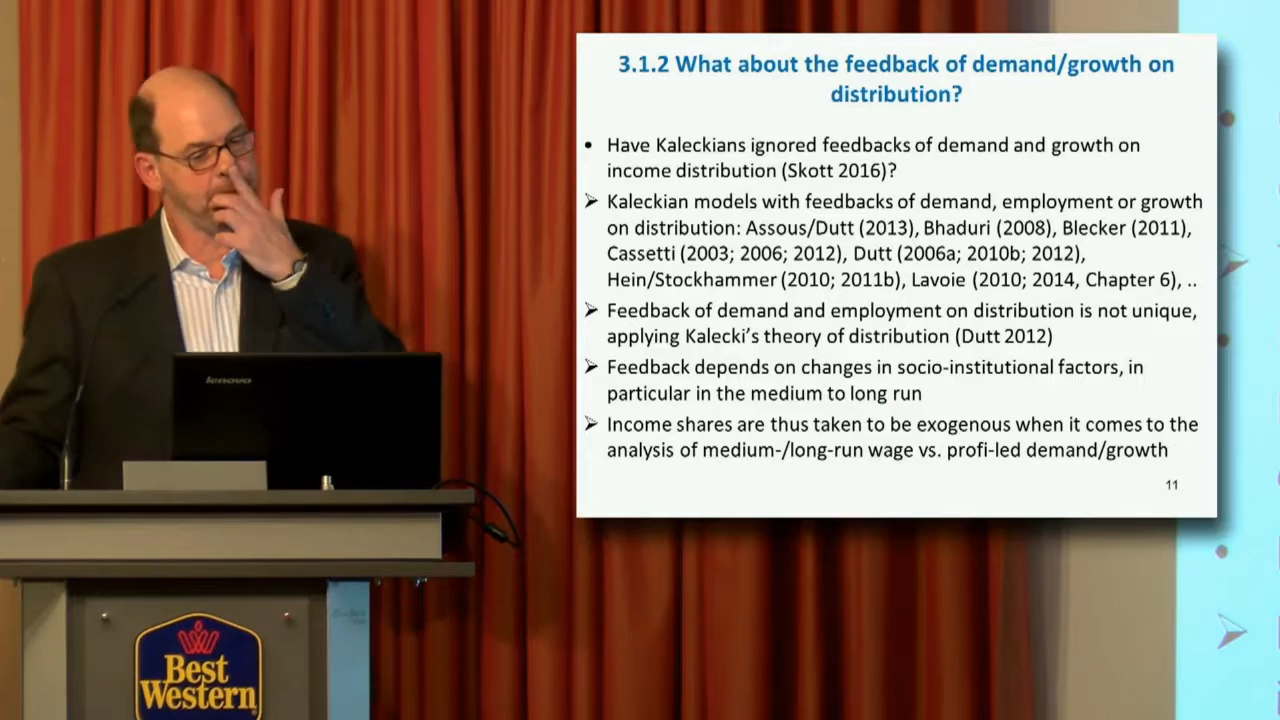 3.1.2 What about the feedback of demand/growth on
distribution?
• Have Kaleckians ignored feedbacks of demand and growth on
income distribution (Skott 2016)?
➢ Kaleckian models with feedbacks of demand, employment or growth
on distribution: Assous/Dutt (2013), Bhaduri (2008), Blecker (2011),
Cassetti (2003; 2006; 2012), Dutt (2006a; 2010b; 2012),
Hein/Stockhammer (2010; 2011b), Lavoie (2010; 2014, Chapter 6), ..
➢ Feedback of demand and employment on distribution is not unique,
applying Kalecki's theory of distribution (Dutt 2012)
➢ Feedback depends on changes in socio-institutional factors, in
particular in the medium to long run
➢ Income shares are thus taken to be exogenous when it comes to the
analysis of medium-/long-run wage vs. profi-led demand/growth
11
lenovo
Best
Western